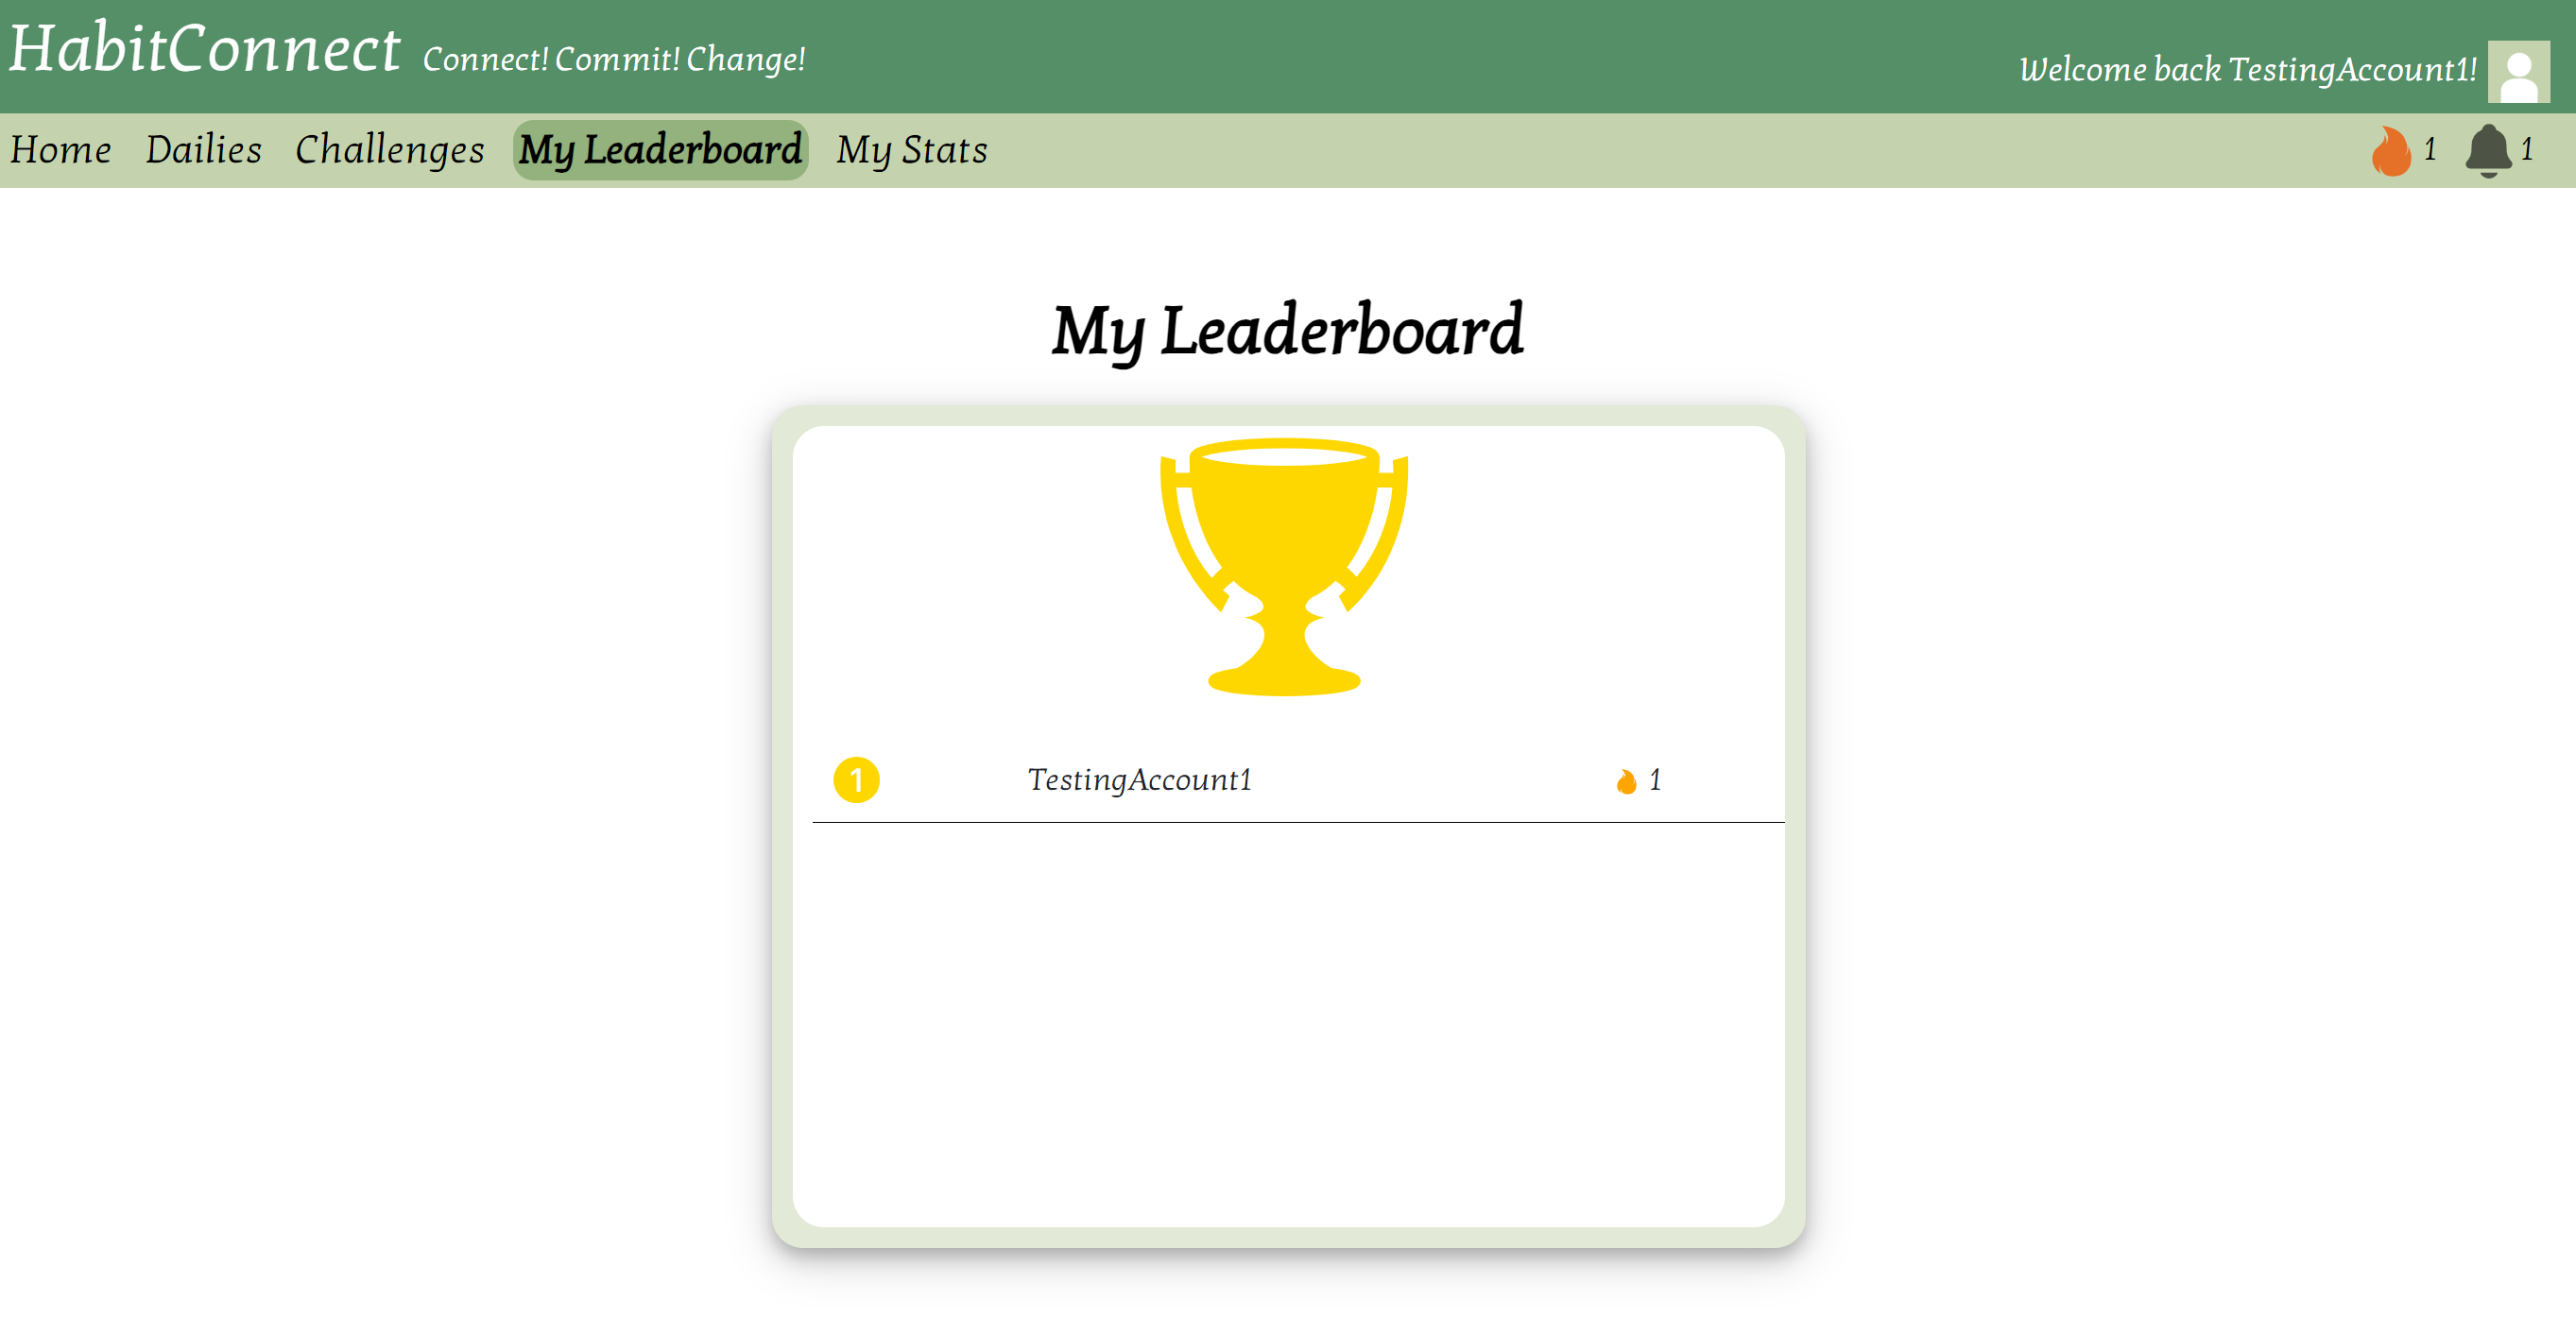 HabitConnect Connect! Commit! Change!
Welcome back TestingAccount1!
Home Dailies Challenges My Leaderboard My Stats 1 1
My Leaderboard
1 TestingAccount1 1